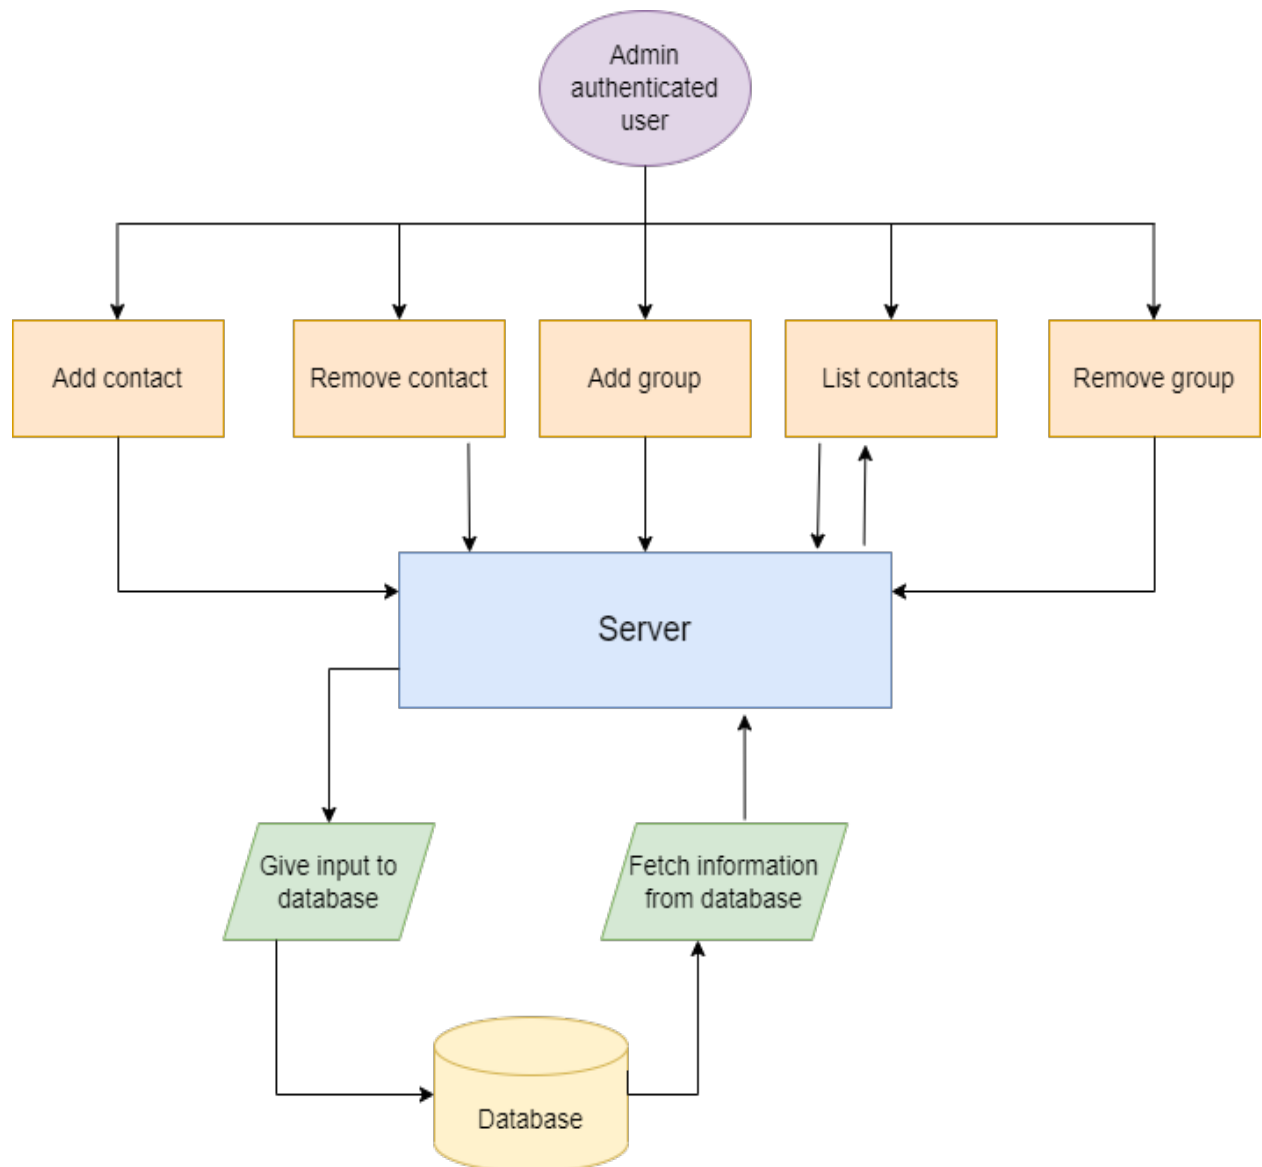 Admin
authenticated
user
Add contact
Remove contact
Add group
List contacts
Remove group
Server
Give input to
database
Fetch information
from database
Database